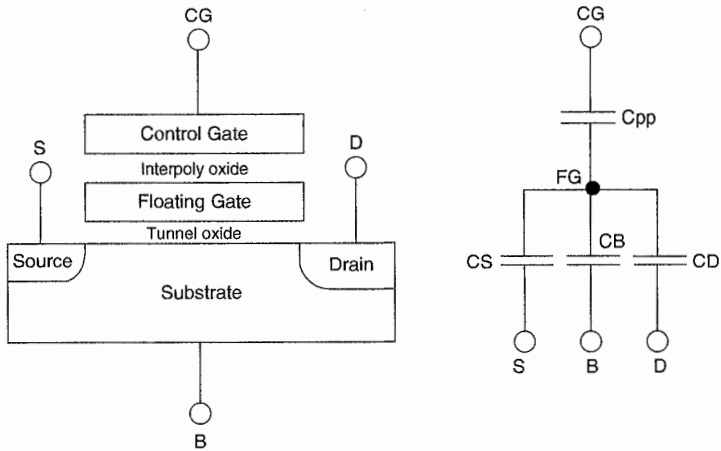 CG
Control Gate
S
D
Interpoly oxide
Floating Gate
Tunnel oxide
Source
Drain
Substrate
B
CG
Cpp
FG
CB
CS
CD
S
B
D